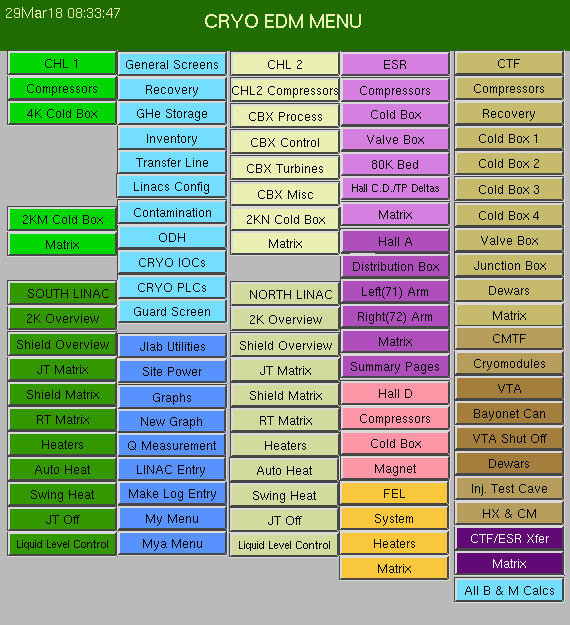 29Mar18 08:33:47
CRYO EDM MENU
CHL 1
Compressors
4K Cold Box
2KM Cold Box
Matrix
SOUTH LINAC
2K Overview
Shield Overview
JT Matrix
Shield Matrix
RT Matrix
Heaters
Auto Heat
Swing Heat
JT Off
Liquid Level Control
General Screens
Recovery
GHe Storage
Inventory
Transfer Line
Linacs Config
Contamination
ODH
CRYO IOCs
CRYO PLCs
Guard Screen
Jlab Utilities
Site Power
Graphs
New Graph
Q Measurement
LINAC Entry
Make Log Entry
My Menu
Mya Menu
CHL 2
CHL2 Compressors
CBX Process
CBX Control
CBX Turbines
CBX Misc
2KN Cold Box
Matrix
NORTH LINAC
2K Overview
Shield Overview
JT Matrix
Shield Matrix
RT Matrix
Heaters
Auto Heat
Swing Heat
JT Off
Liquid Level Control
ESR
Compressors
Cold Box
Valve Box
80K Bed
Hall C.D./TP Deltas
Matrix
Hall A
Distribution Box
Left(71) Arm
Right(72) Arm
Matrix
Summary Pages
Hall D
Compressors
Cold Box
Magnet
FEL
System
Heaters
Matrix
CTF
Compressors
Recovery
Cold Box 1
Cold Box 2
Cold Box 3
Cold Box 4
Valve Box
Junction Box
Dewars
Matrix
CMTF
Cryomodules
VTA
Bayonet Can
VTA Shut Off
Dewars
Inj. Test Cave
HX & CM
CTF/ESR Xfer
Matrix
All B & M Calcs